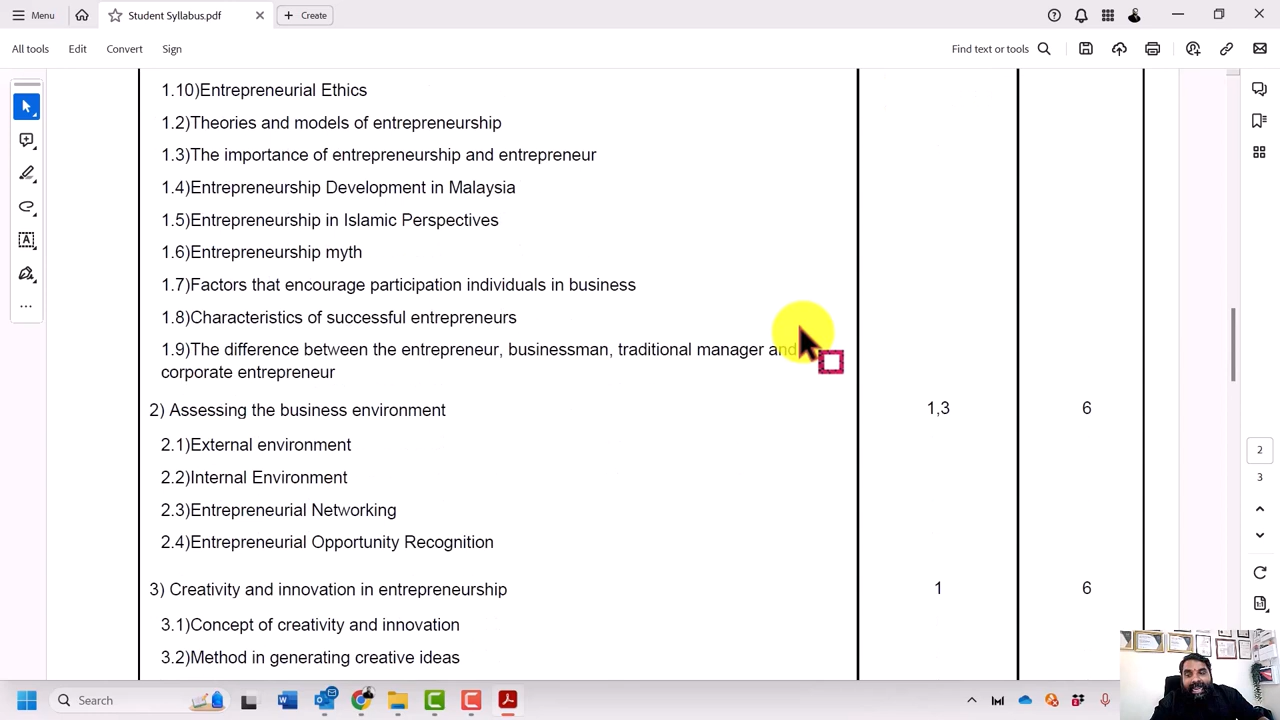 Menu
Student Syllabus.pdf
Create
All tools
Edit
Convert
Sign
Find text or tools
1.10)Entrepreneurial Ethics
1.2)Theories and models of entrepreneurship
1.3)The importance of entrepreneurship and entrepreneur
1.4)Entrepreneurship Development in Malaysia
1.5)Entrepreneurship in Islamic Perspectives
1.6)Entrepreneurship myth
1.7)Factors that encourage participation individuals in business
1.8)Characteristics of successful entrepreneurs
1.9)The difference between the entrepreneur, businessman, traditional manager and
corporate entrepreneur
2) Assessing the business environment 1,3 6
2.1)External environment
2.2)Internal Environment
2.3)Entrepreneurial Networking
2.4)Entrepreneurial Opportunity Recognition
3) Creativity and innovation in entrepreneurship 1 6
3.1)Concept of creativity and innovation
3.2)Method in generating creative ideas
2
3
Search